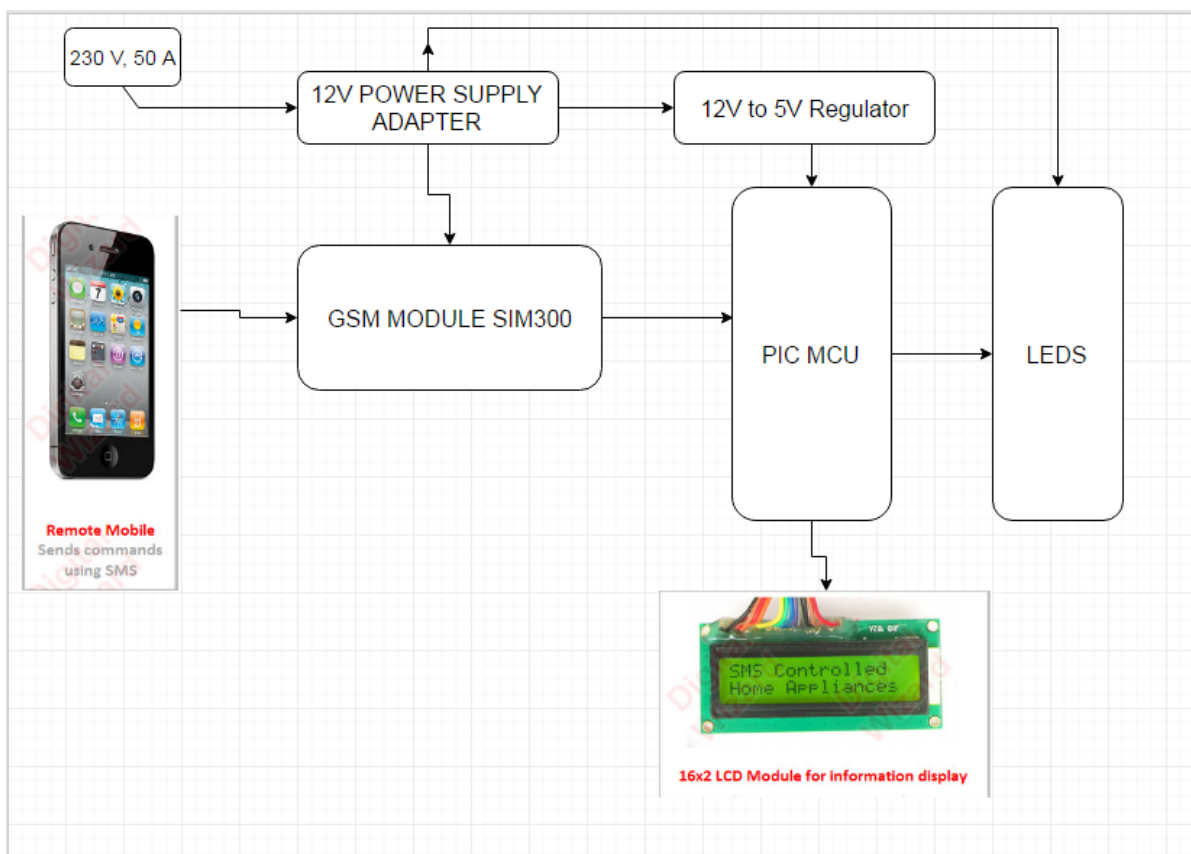 230 V, 50 A
12V POWER SUPPLY
ADAPTER
12V to 5V Regulator
GSM MODULE SIM300
PIC MCU
LEDS
Remote Mobile
Sends commands
using SMS
SMS Controlled
Home Appliances
16x2 LCD Module for information display